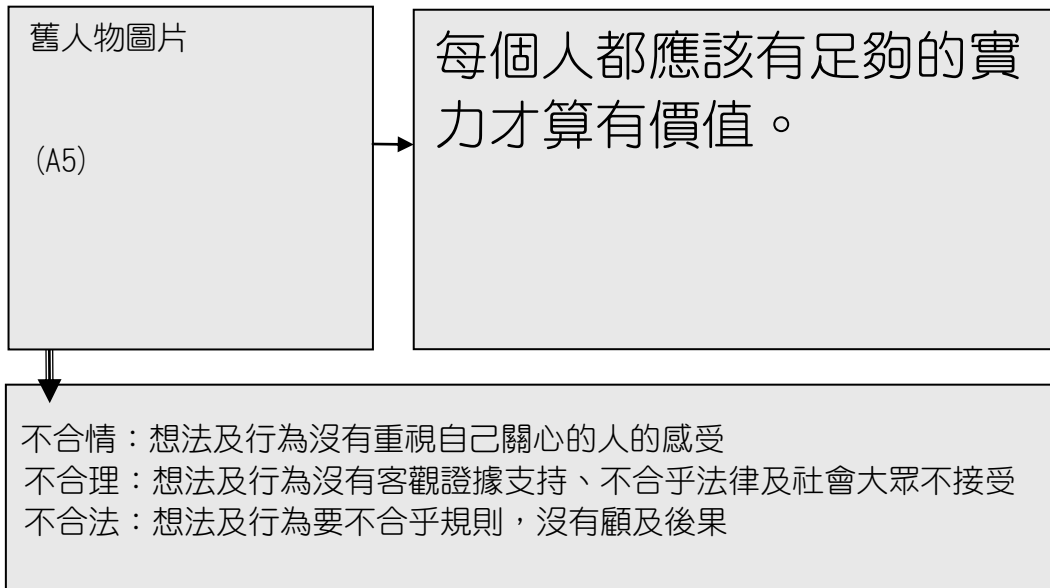 舊人物圖片
(A5)
每個人都應該有足夠的實
力才算有價值。
不合情：想法及行為沒有重視自己關心的人的感受
不合理：想法及行為沒有客觀證據支持、不合乎法律及社會大眾不接受
不合法：想法及行為要不合乎規則，沒有顧及後果